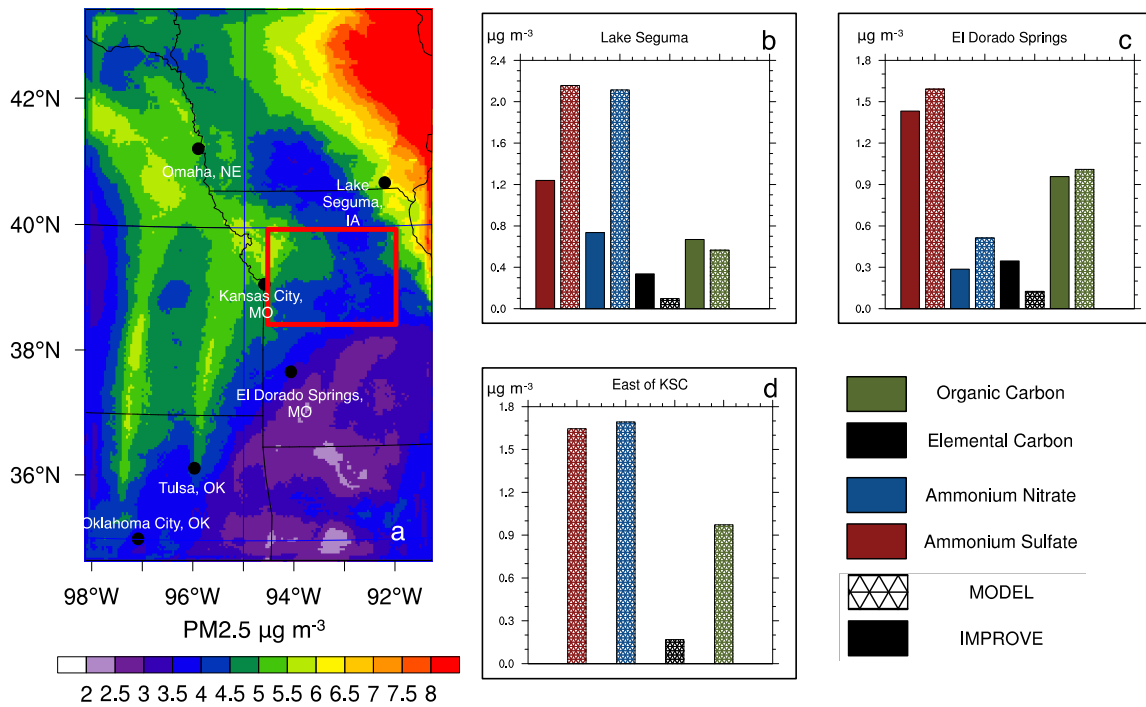 42°N
40°N
38°N
36°N
98°W 96°W 94°W 92°W
Omaha, NE
Lake
Seguma,
IA
Kansas City,
MO
El Dorado Springs,
MO
Tulsa, OK
Oklahoma City, OK
a
PM2.5 µg m-3
2 2.5 3 3.5 4 4.5 5 5.5 6 6.5 7 7.5 8
µg m-3
Lake Seguma
b
2.4
2.0
1.6
1.2
0.8
0.4
0.0
µg m-3
El Dorado Springs
c
1.8
1.5
1.2
0.9
0.6
0.3
0.0
µg m-3
East of KSC
d
1.8
1.5
1.2
0.9
0.6
0.3
0.0
Organic Carbon
Elemental Carbon
Ammonium Nitrate
Ammonium Sulfate
MODEL
IMPROVE